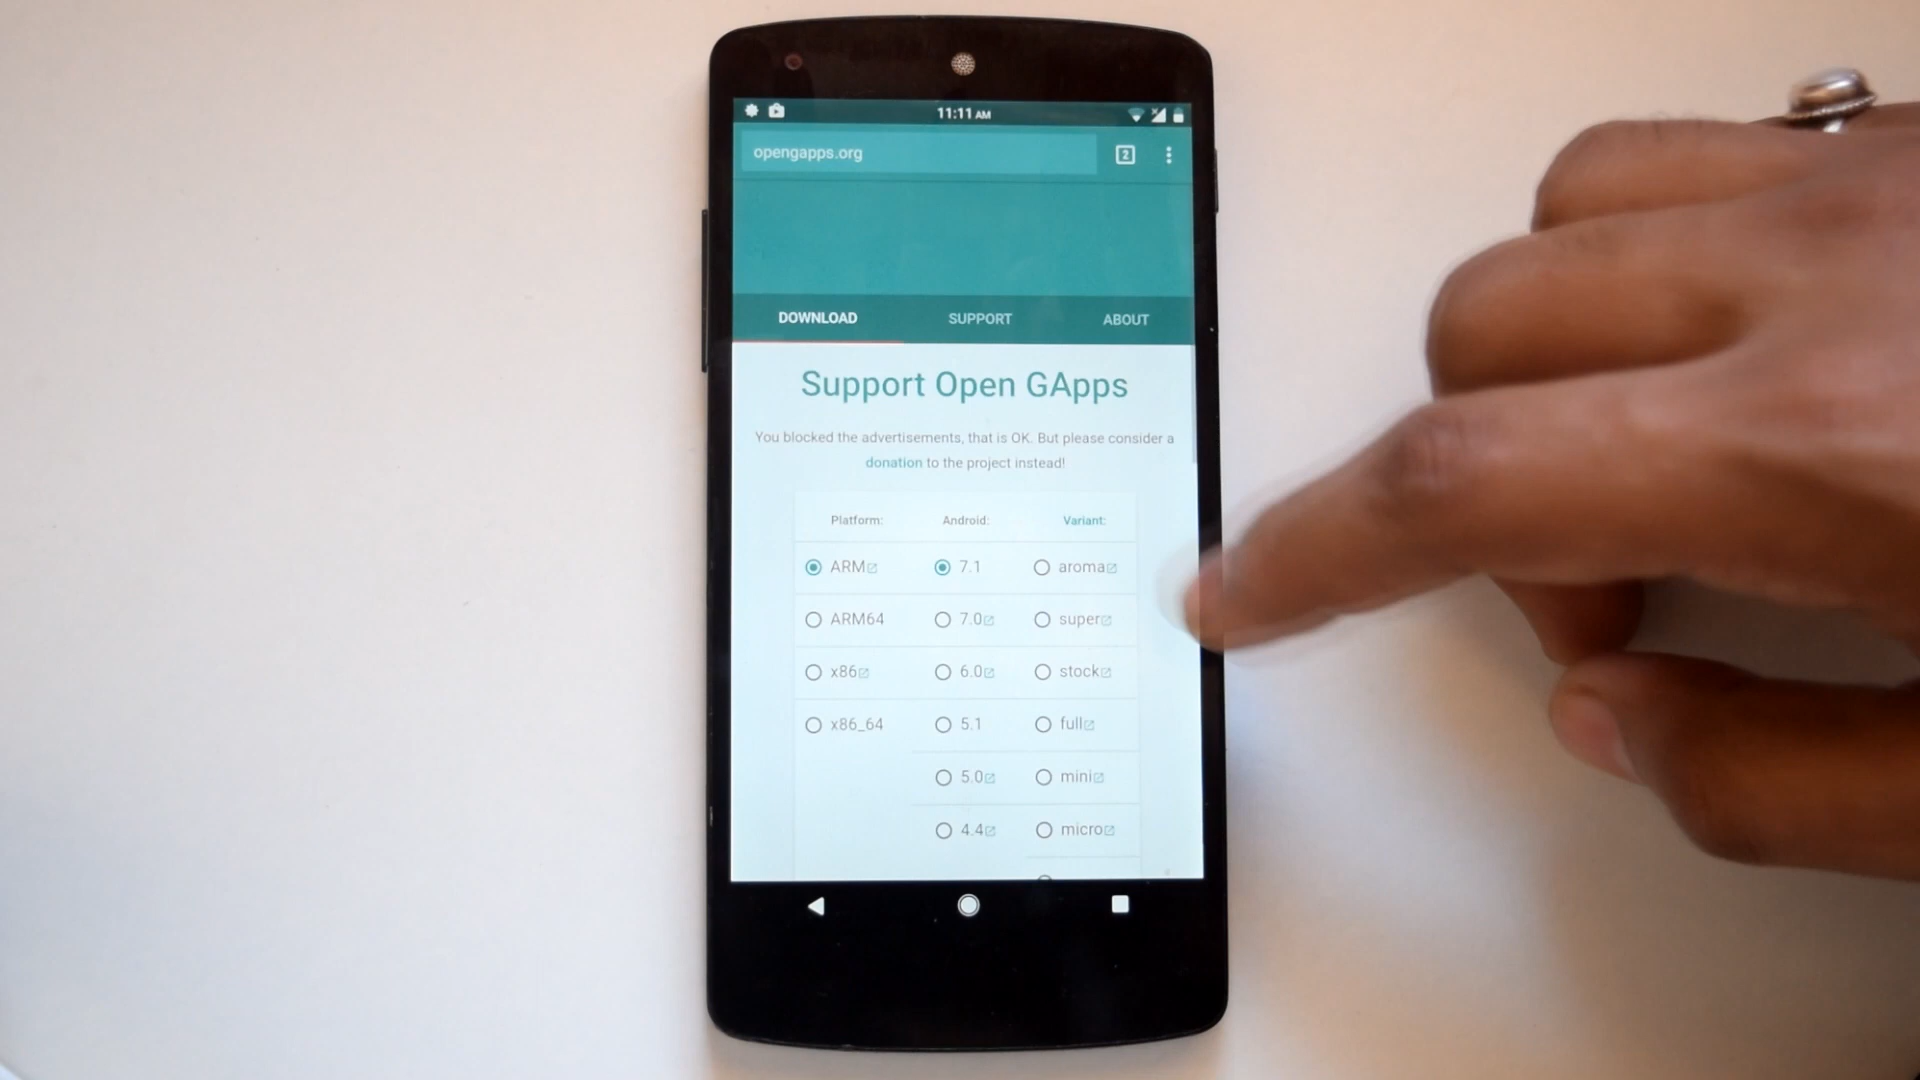 11:11 AM
opengapps.org
2
DOWNLOAD SUPPORT ABOUT
Support Open GApps
You blocked the advertisements, that is OK. But please consider a
donation to the project instead!
Platform: Android: Variant:
ARM 7.1 aroma
ARM64 7.0 super
x86 6.0 stock
x86_64 5.1 full
5.0 mini
4.4 micro